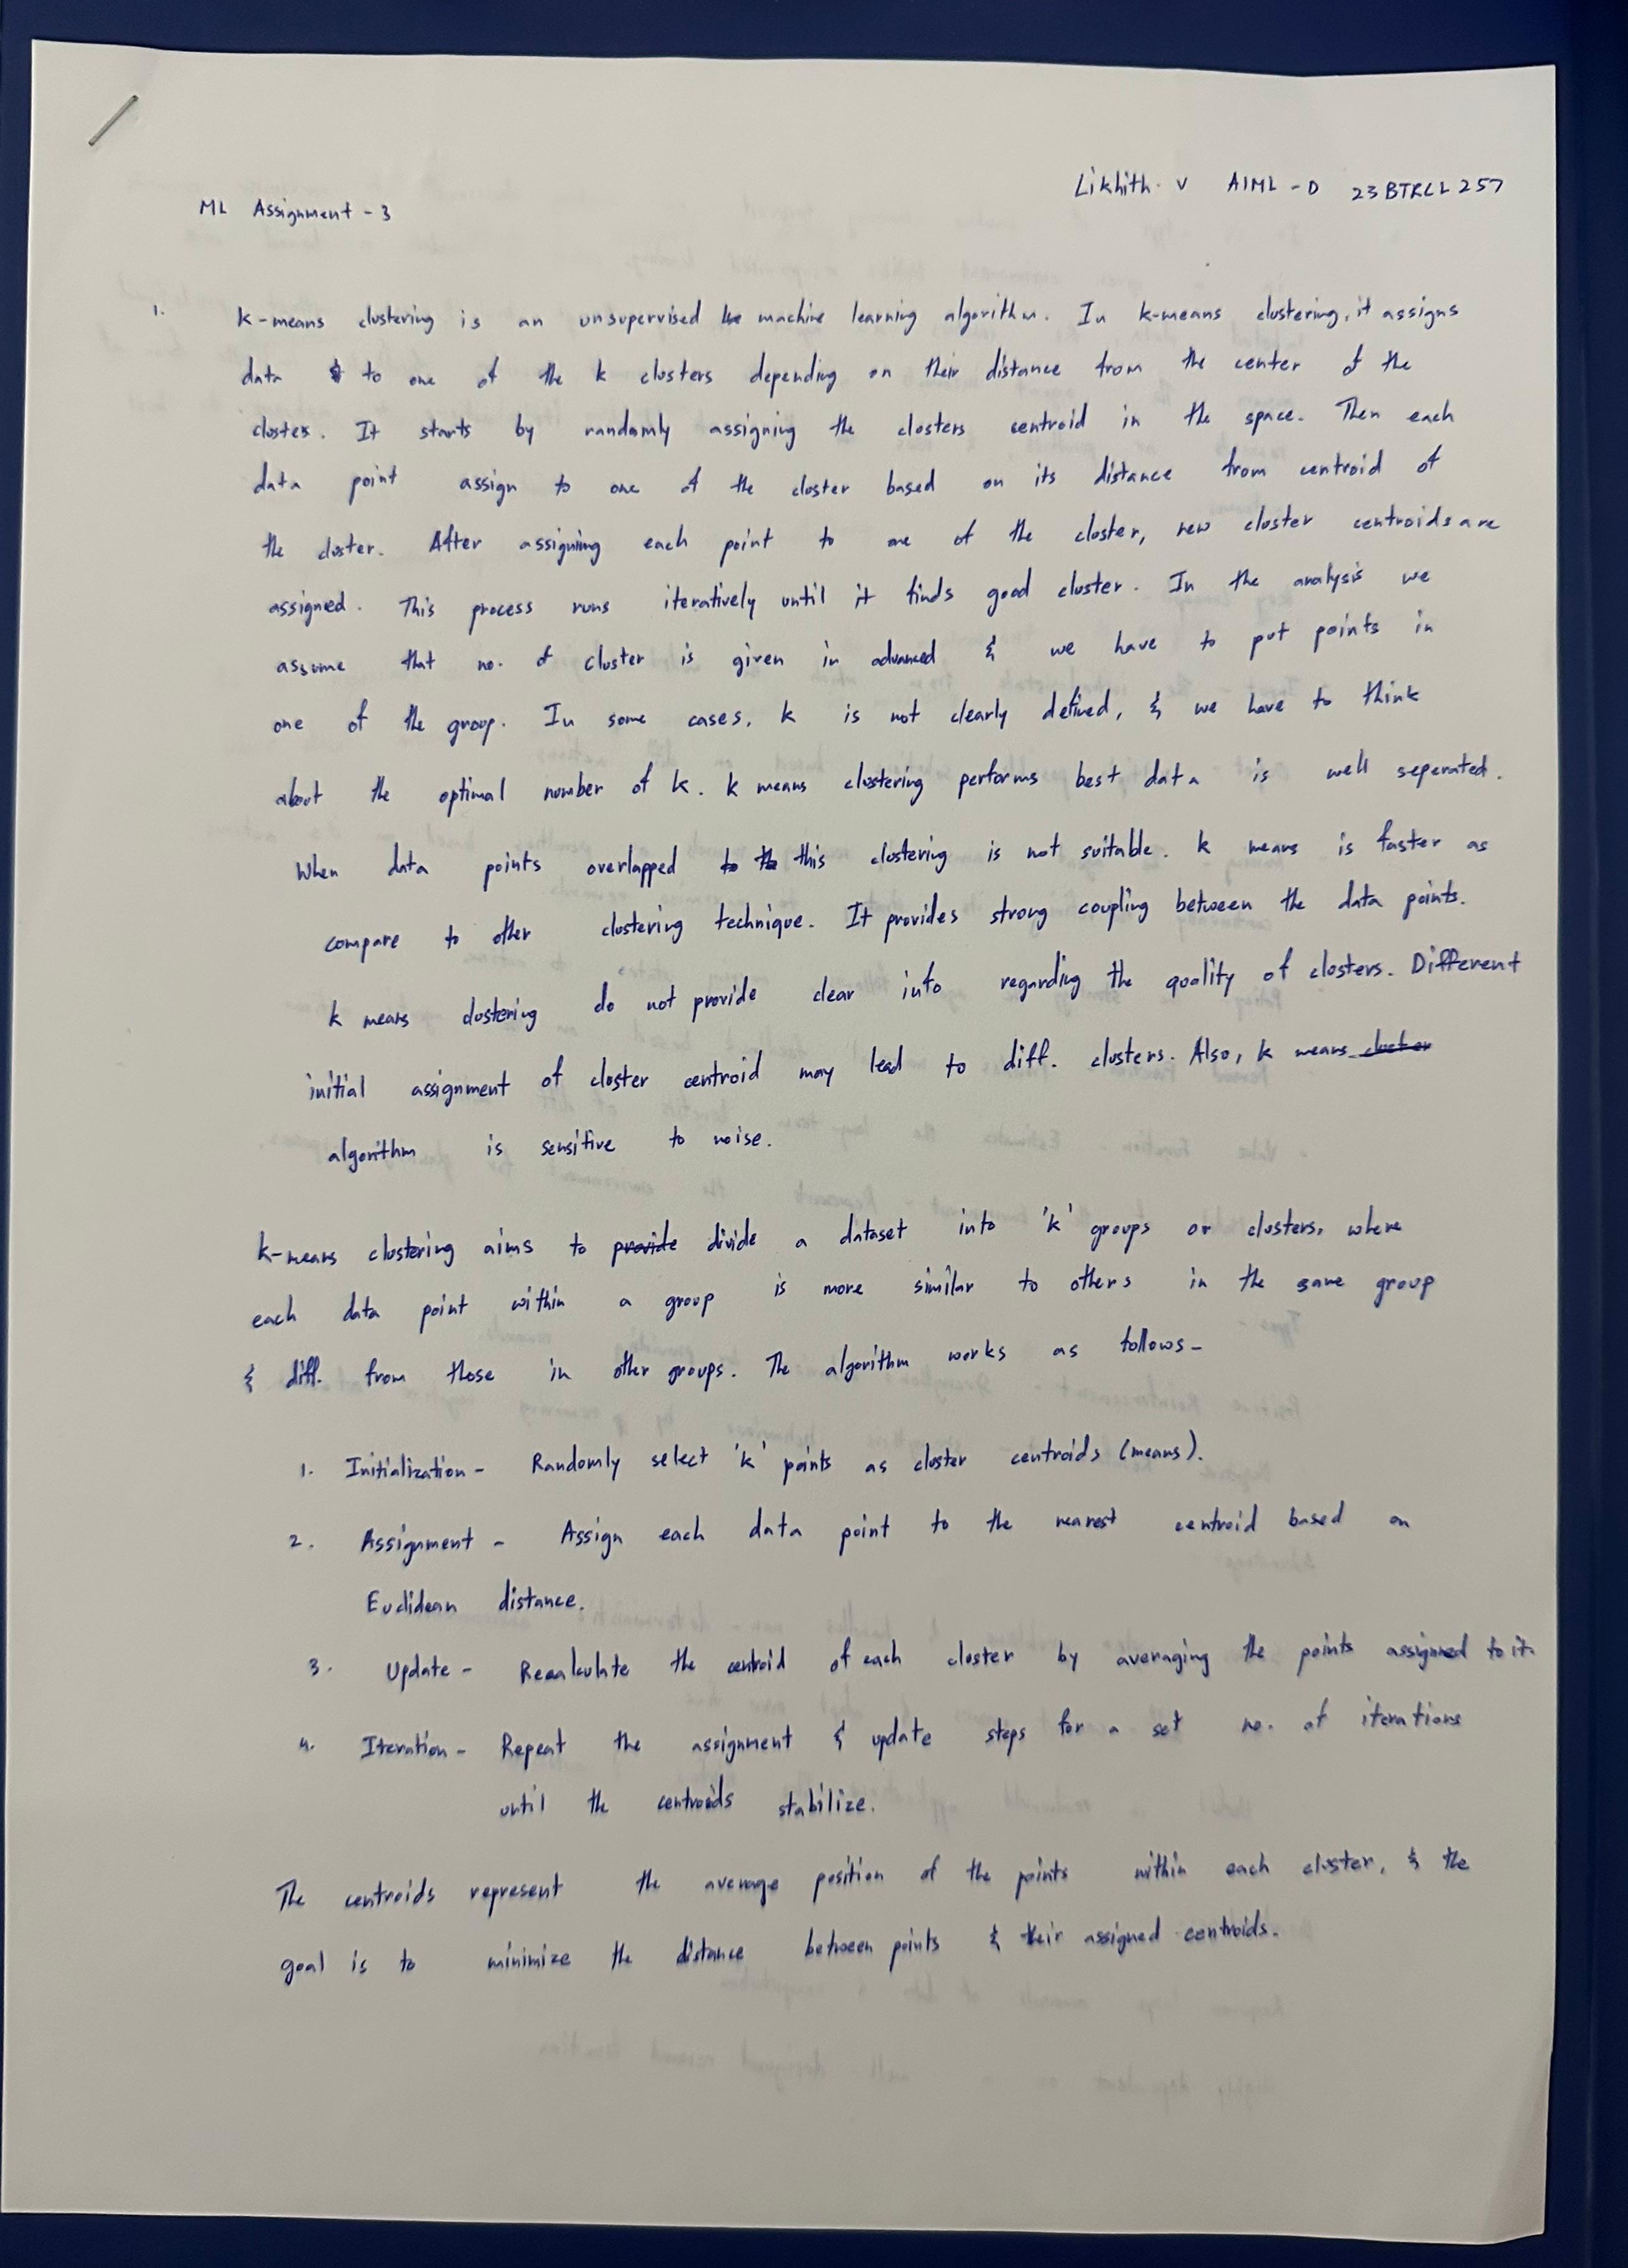 Likhith. V AIML - D 23BTRCL257
ML Assignment - 3
1. K-means clustering is an unsupervised machine learning algorithm. In k-means clustering, it assigns
data to one of the k clusters depending on their distance from the center of the
cluster. It starts by randomly assigning the clusters centroid in the space. Then each
data point assign to one of the cluster based on its distance from centroid of
the cluster. After assigning each point to one of the cluster, new cluster centroids are
assigned. This process runs iteratively until it finds good cluster. In the analysis we
assume that no. of cluster is given in advanced & we have to put points in
one of the group. In some cases, k is not clearly defined, & we have to think
about the optimal number of k. k means clustering performs best data is well seperated.
When data points overlapped this clustering is not suitable. k means is faster as
compare to other clustering technique. It provides strong coupling between the data points.
k means clustering do not provide clear info regarding the quality of clusters. Different
initial assignment of cluster centroid may lead to diff. clusters. Also, k means cluster
algorithm is sensitive to noise.
k-means clustering aims to provide divide a dataset into 'k' groups or clusters, where
each data point within a group is more similar to others in the same group
& diff. from those in other groups. The algorithm works as follows-
1. Initialization - Randomly select 'k' points as cluster centroids (means).
2. Assignment - Assign each data point to the nearest centroid based on
Euclidean distance.
3. Update - Recalculate the centroid of each cluster by averaging the points assigned to it.
4. Iteration - Repeat the assignment & update steps for a set no. of iterations
until the centroids stabilize.
The centroids represent the average position of the points within each cluster, & the
goal is to minimize the distance between points & their assigned centroids.